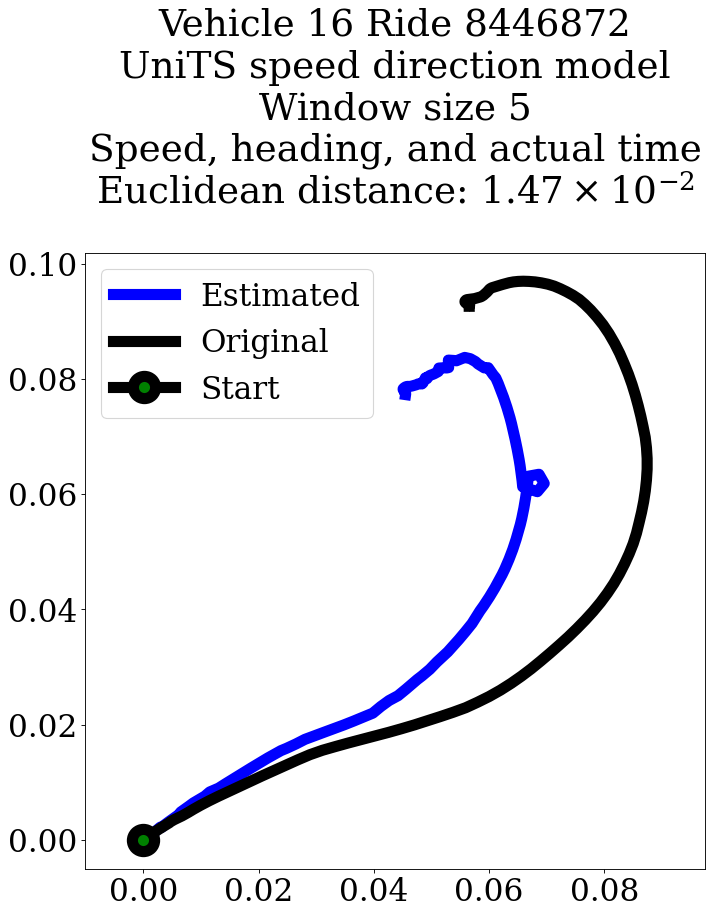 Vehicle 16 Ride 8446872
UniTS speed direction model
Window size 5
Speed, heading, and actual time
Euclidean distance: 1.47 × 10⁻²
0.10
0.08
0.06
0.04
0.02
0.00
Estimated
Original
Start
0.00 0.02 0.04 0.06 0.08